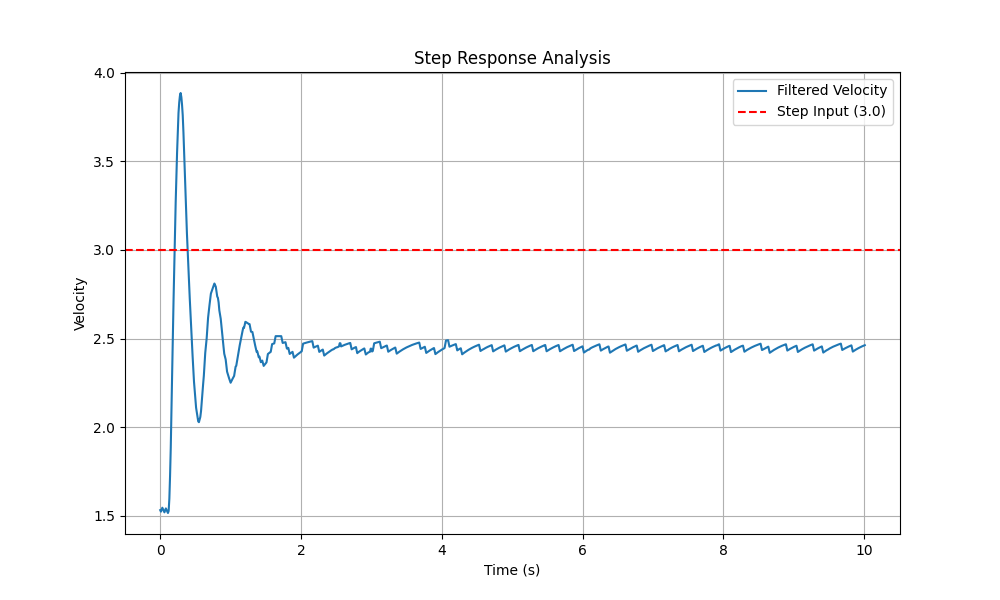 Step Response Analysis
Filtered Velocity
Step Input (3.0)
Velocity
4.0
3.5
3.0
2.5
2.0
1.5
0 2 4 6 8 10
Time (s)